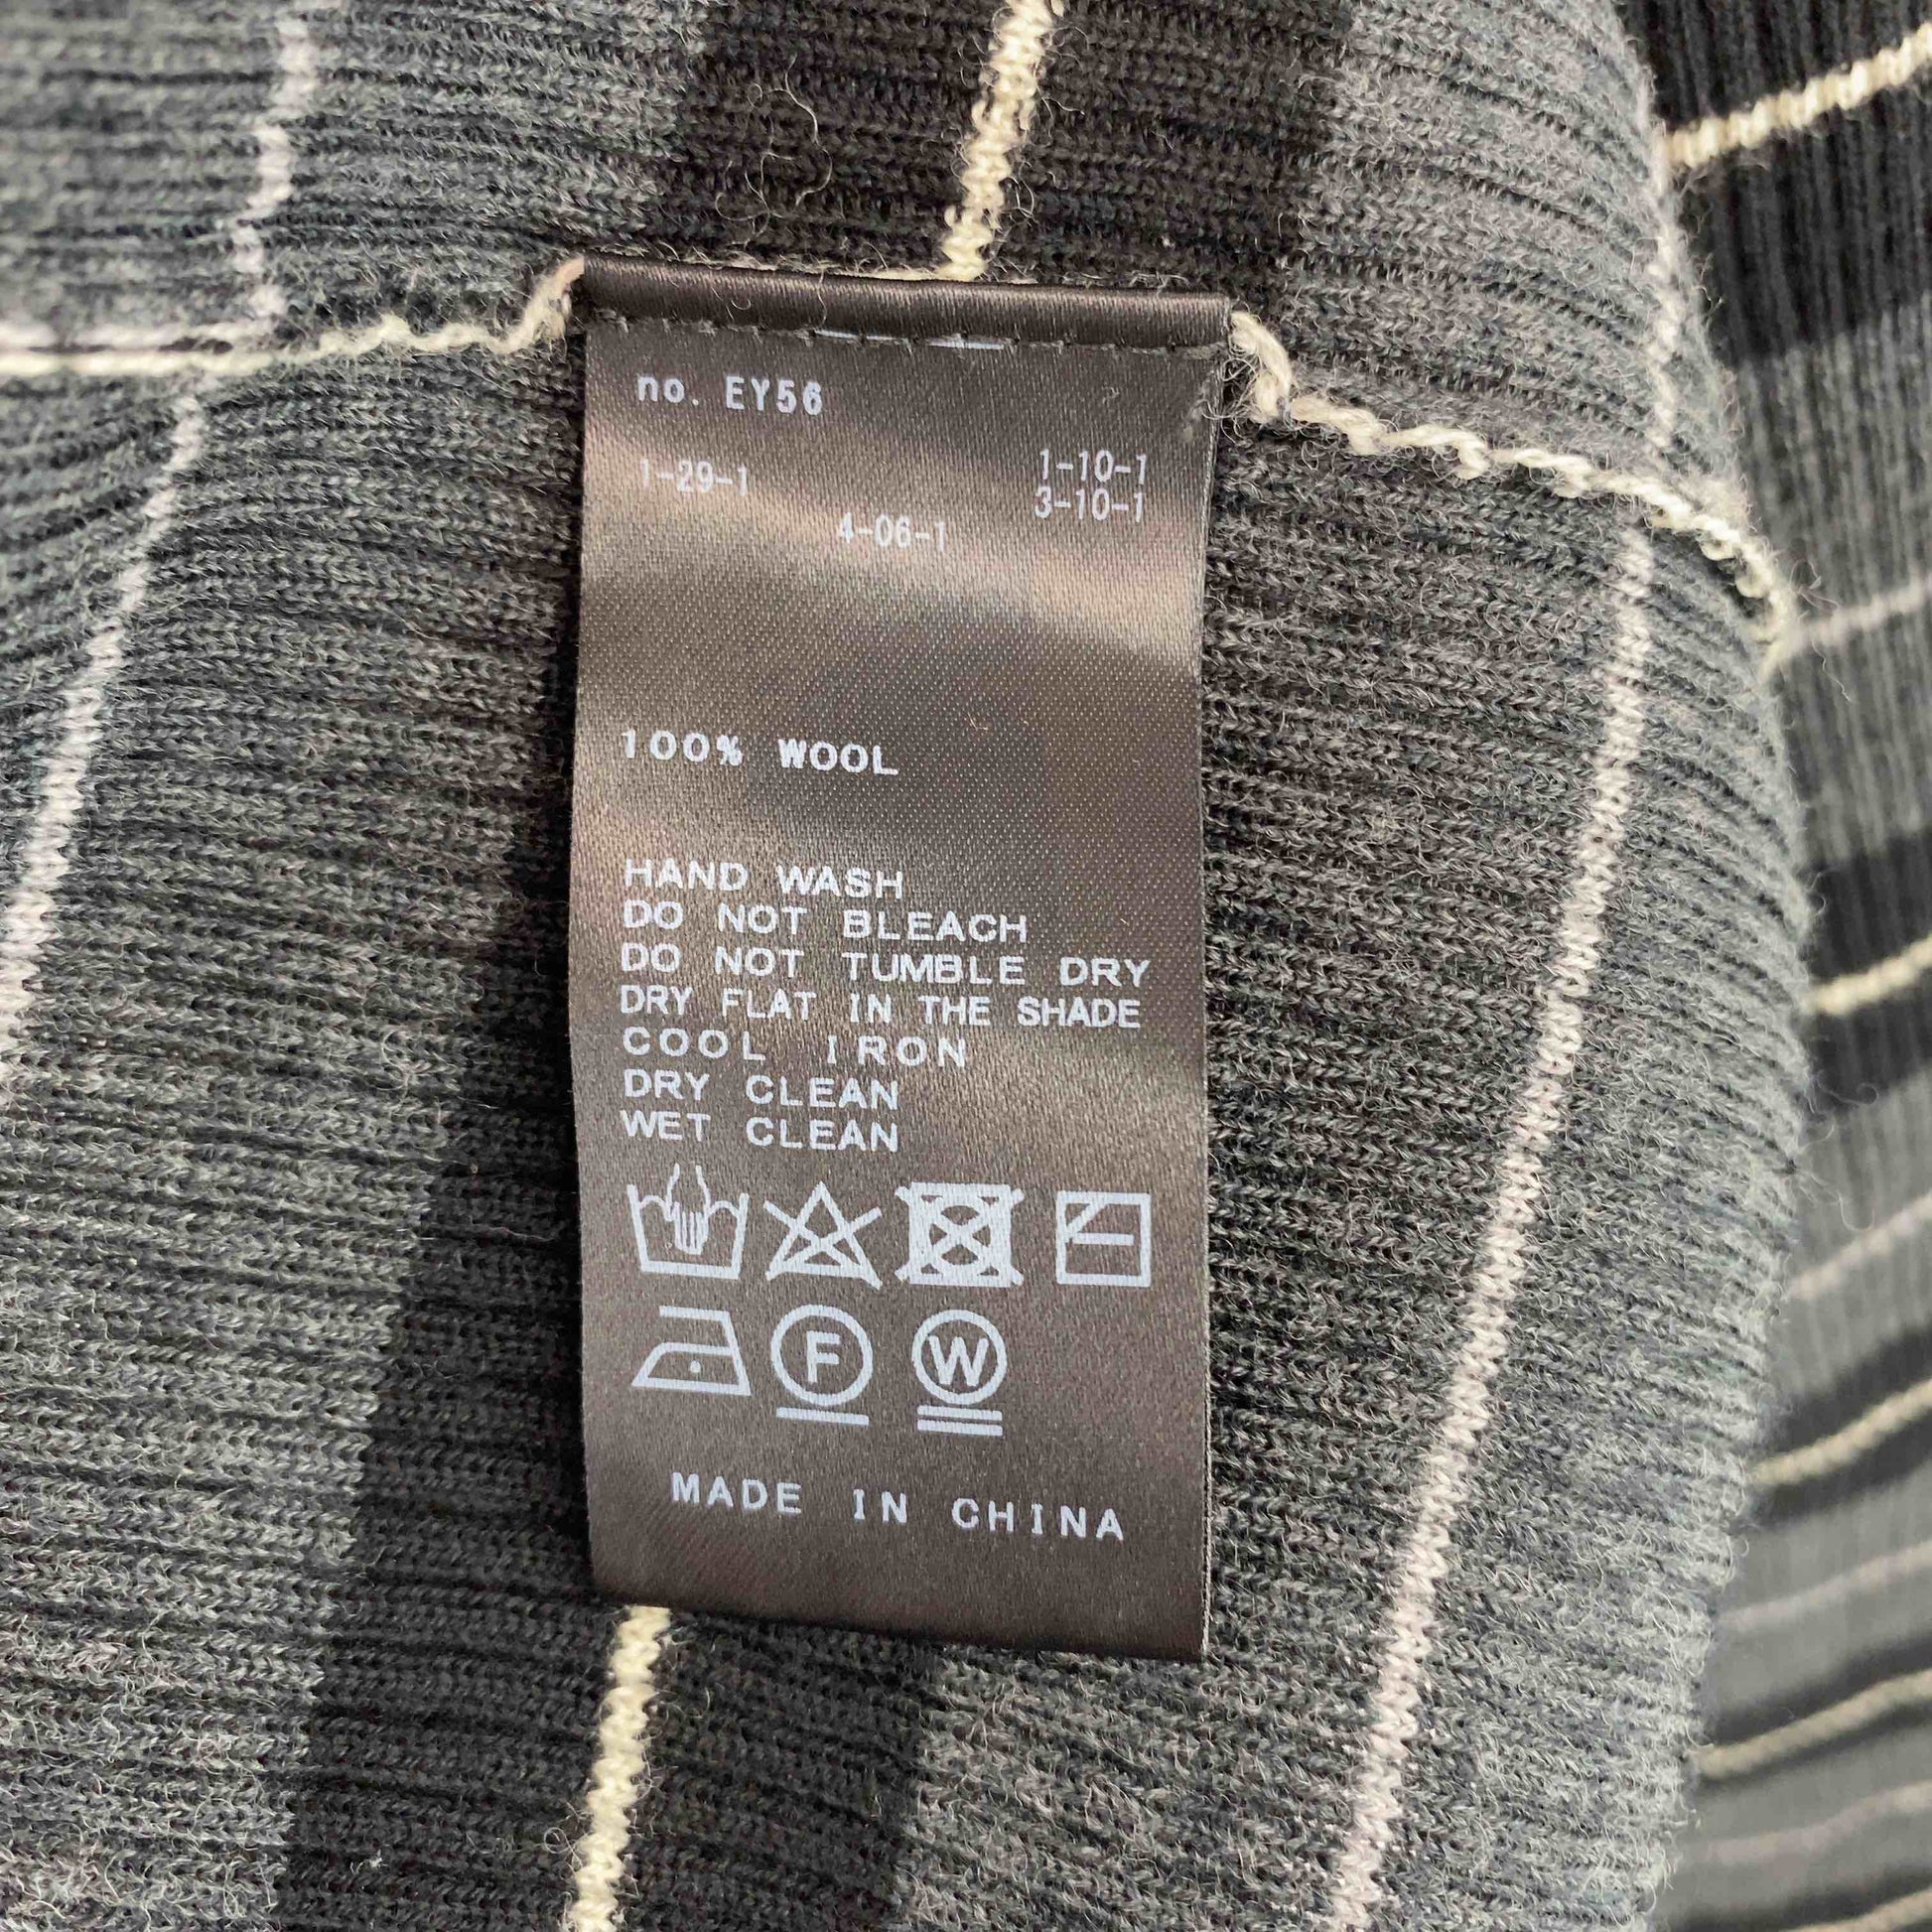 no. EY56
1-29-1
1-10-1
3-10-1
4-06-1
100% WOOL
HAND WASH
DO NOT BLEACH
DO NOT TUMBLE DRY
DRY FLAT IN THE SHADE
COOL IRON
DRY CLEAN
WET CLEAN
F
W
MADE IN CHINA